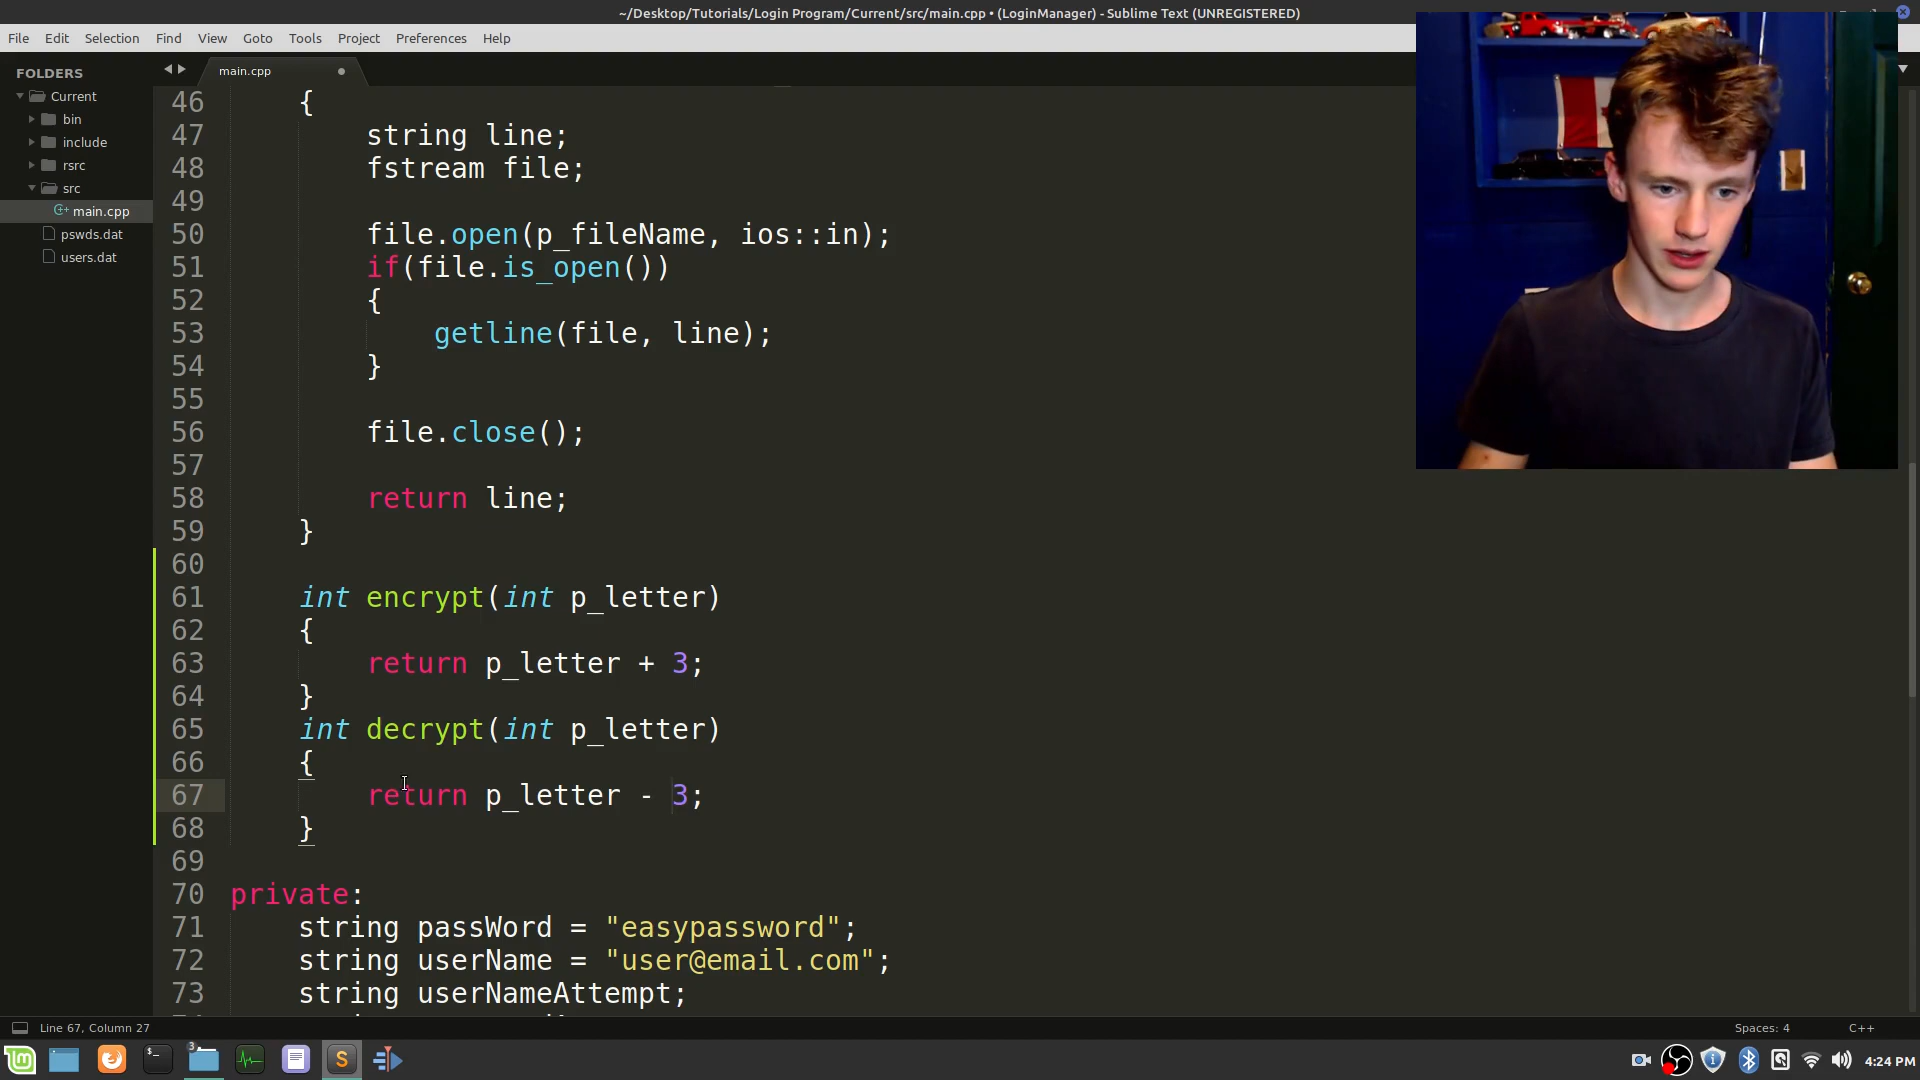 ~/Desktop/Tutorials/Login Program/Current/src/main.cpp • (LoginManager) - Sublime Text (UNREGISTERED)
File Edit Selection Find View Goto Tools Project Preferences Help
FOLDERS
Current
bin
include
rsrc
src
main.cpp
pswds.dat
users.dat
main.cpp
46 {
47 string line;
48 fstream file;
49
50 file.open(p_fileName, ios::in);
51 if(file.is_open())
52 {
53 getline(file, line);
54 }
55
56 file.close();
57
58 return line;
59 }
60
61 int encrypt(int p_letter)
62 {
63 return p_letter + 3;
64 }
65 int decrypt(int p_letter)
66 {
67 return p_letter - 3;
68 }
69
70 private:
71 string passWord = "easypassword";
72 string userName = "user@email.com";
73 string userNameAttempt;
Line 67, Column 27
Spaces: 4
C++
3
4:24 PM